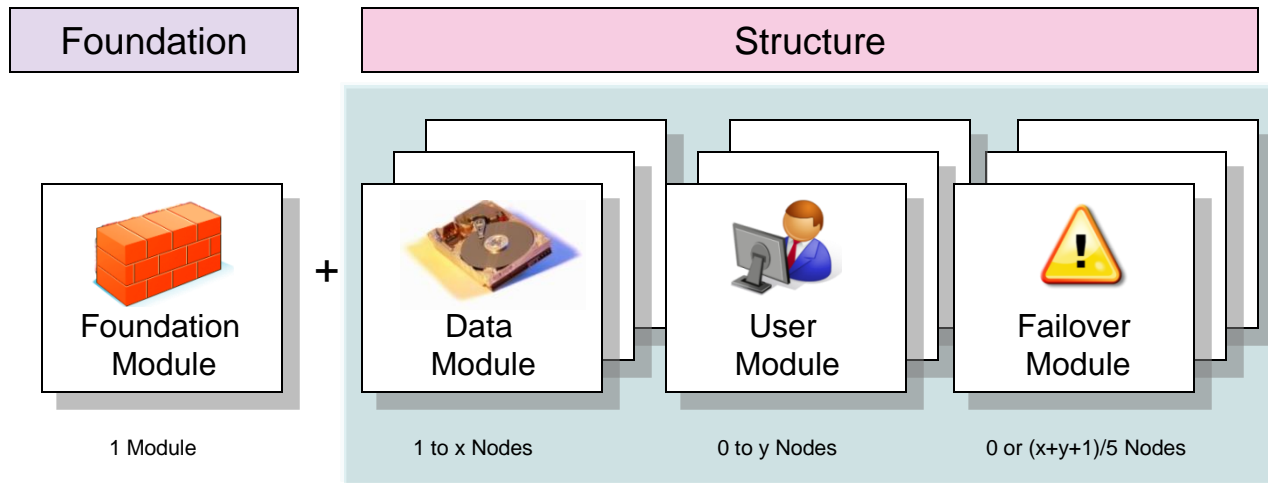 Foundation
Structure
+
Foundation
Module
Data
Module
User
Module
!
Failover
Module
1 Module
1 to x Nodes
0 to y Nodes
0 or (x+y+1)/5 Nodes